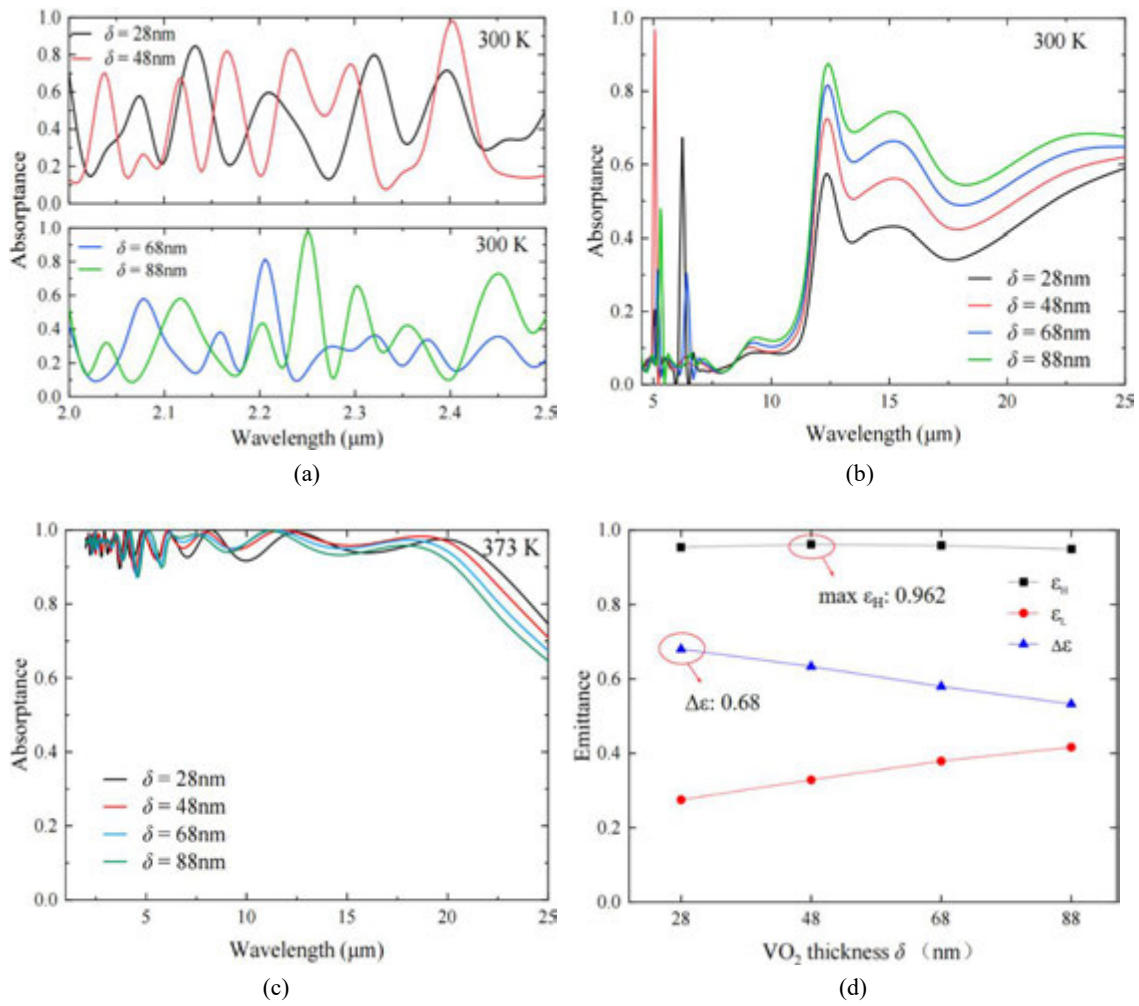 1.0
0.8
0.6
0.4
0.2
0.0
δ = 28nm
δ = 48nm
300 K
1.0
0.8
0.6
0.4
0.2
0.0
δ = 68nm
δ = 88nm
300 K
Absorptance
2.0 2.1 2.2 2.3 2.4 2.5
Wavelength (μm)
(a)
1.0
0.8
0.6
0.4
0.2
0.0
300 K
δ = 28nm
δ = 48nm
δ = 68nm
δ = 88nm
Absorptance
5 10 15 20 25
Wavelength (μm)
(b)
1.0
0.8
0.6
0.4
0.2
0.0
373 K
δ = 28nm
δ = 48nm
δ = 68nm
δ = 88nm
Absorptance
5 10 15 20 25
Wavelength (μm)
(c)
1.0
0.8
0.6
0.4
0.2
0.0
max εH: 0.962
εH
εL
Δε
Δε: 0.68
Emittance
28 48 68 88
VO2 thickness δ （nm）
(d)